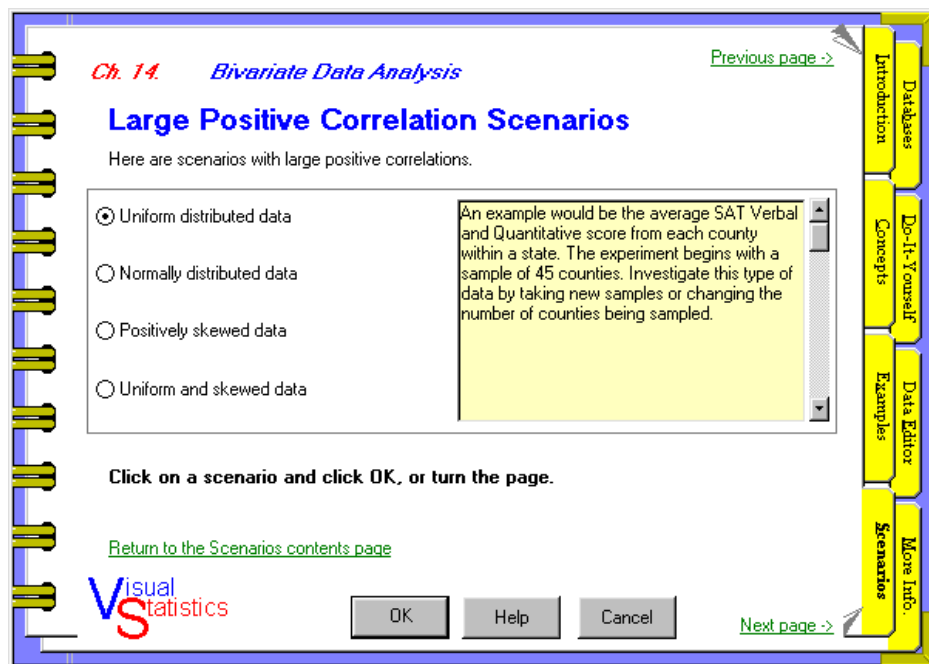 Ch. 14. Bivariate Data Analysis
Previous page ->
Large Positive Correlation Scenarios
Here are scenarios with large positive correlations.
Uniform distributed data
Normally distributed data
Positively skewed data
Uniform and skewed data
An example would be the average SAT Verbal
and Quantitative score from each county
within a state. The experiment begins with a
sample of 45 counties. Investigate this type of
data by taking new samples or changing the
number of counties being sampled.
Click on a scenario and click OK, or turn the page.
Return to the Scenarios contents page
Visual
Statistics
OK
Help
Cancel
Next page ->
Introduction
Concepts
Examples
Scenarios
Databases
Do-It-Yourself
Data Editor
More Info.